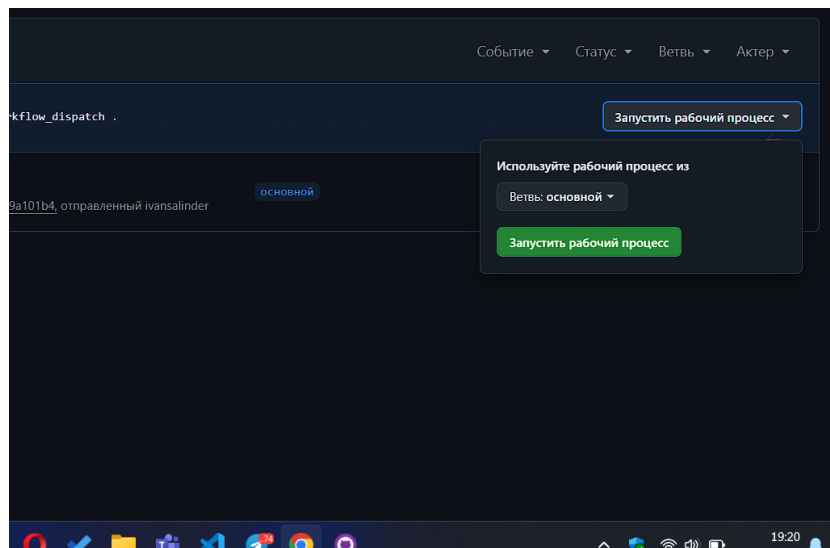 Событие
Статус
Ветвь
Актер
rkflow_dispatch .
Запустить рабочий процесс
Используйте рабочий процесс из
Ветвь: основной
основной
9a101b4, отправленный ivansalinder
Запустить рабочий процесс
74
19:20